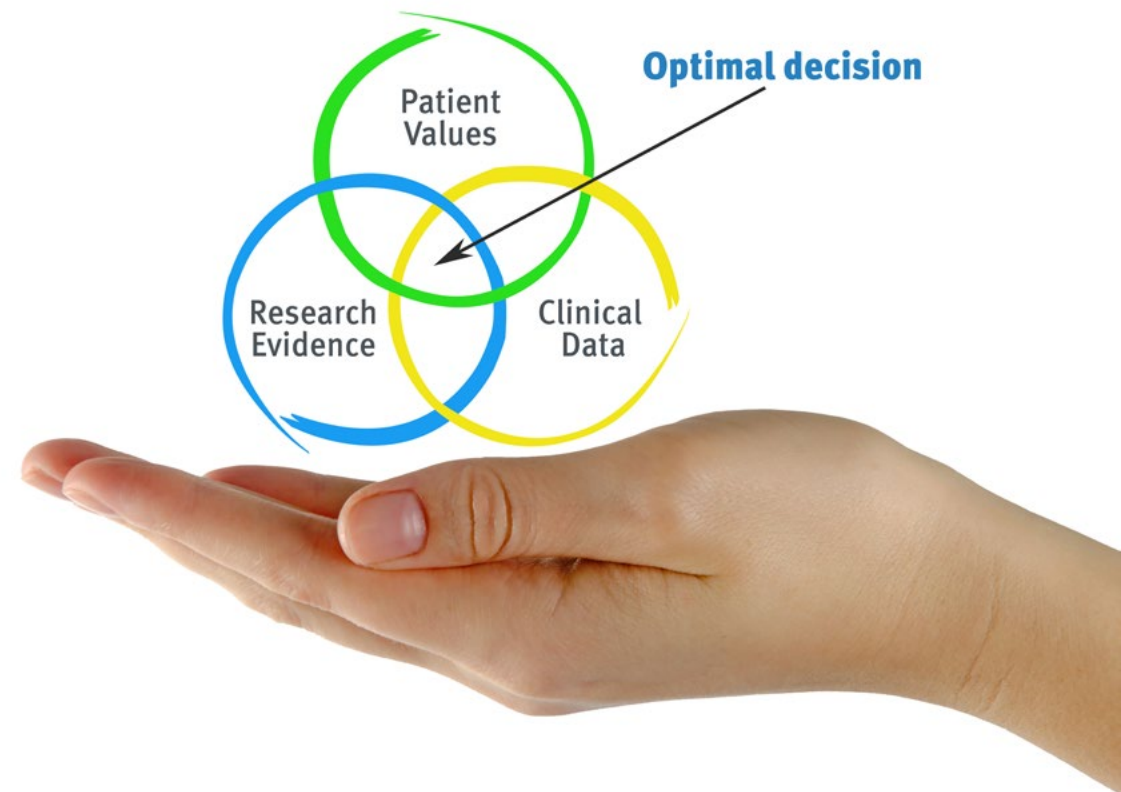 Optimal decision
Patient
Values
Research
Evidence
Clinical
Data